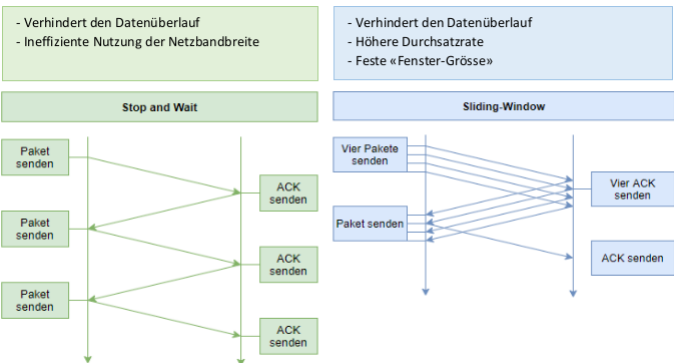 - Verhindert den Datenüberlauf
- Ineffiziente Nutzung der Netzbandbreite
- Verhindert den Datenüberlauf
- Höhere Durchsatzrate
- Feste «Fenster-Grösse»
Stop and Wait
Paket
senden
ACK
senden
Paket
senden
ACK
senden
Paket
senden
ACK
senden
Sliding-Window
Vier Pakete
senden
Vier ACK
senden
Paket senden
ACK senden